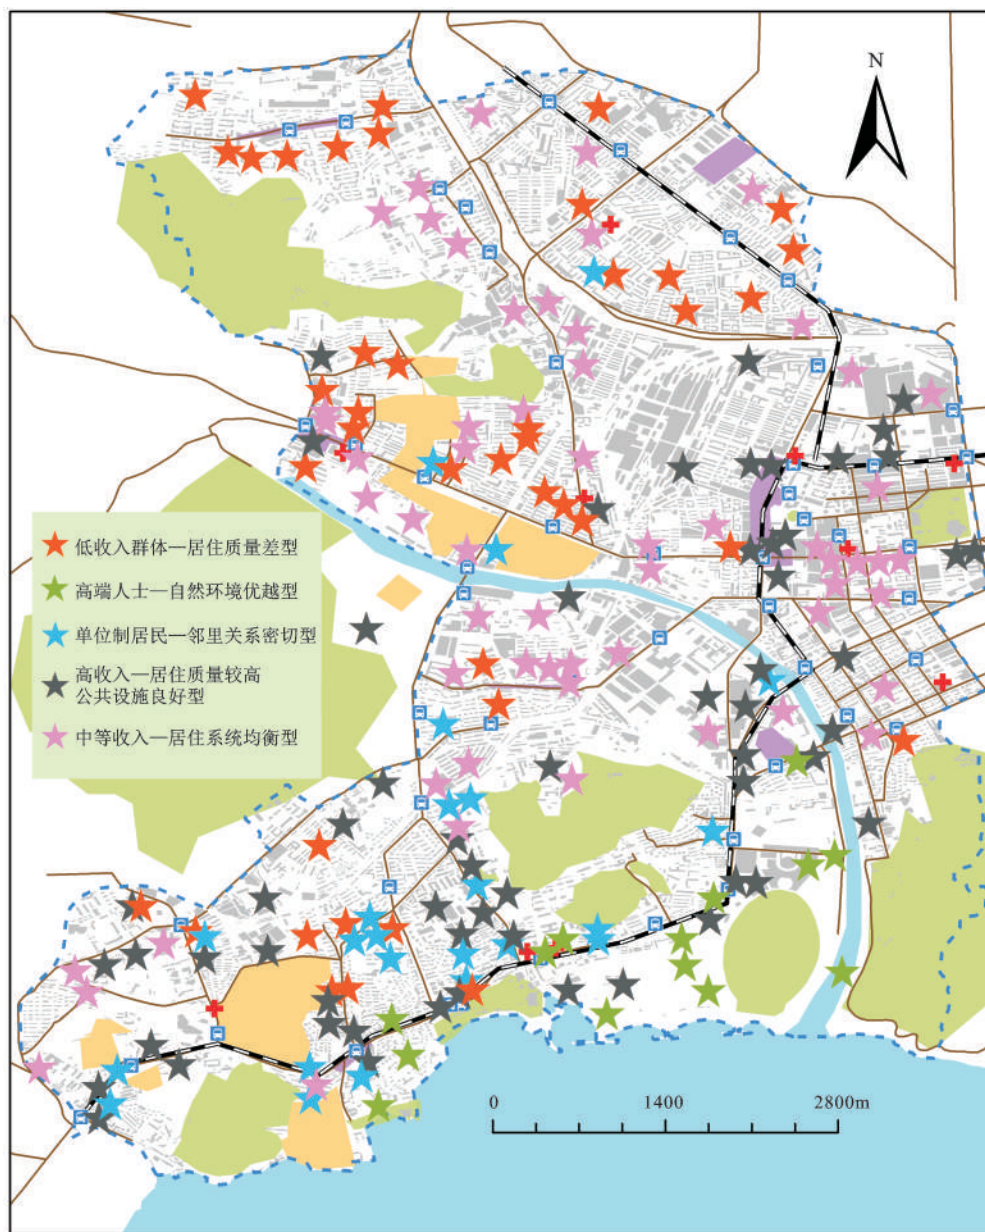 N
低收入群体—居住质量差型
高端人士—自然环境优越型
单位制居民—邻里关系密切型
高收入—居住质量较高
公共设施良好型
中等收入—居住系统均衡型
0 1400 2800m